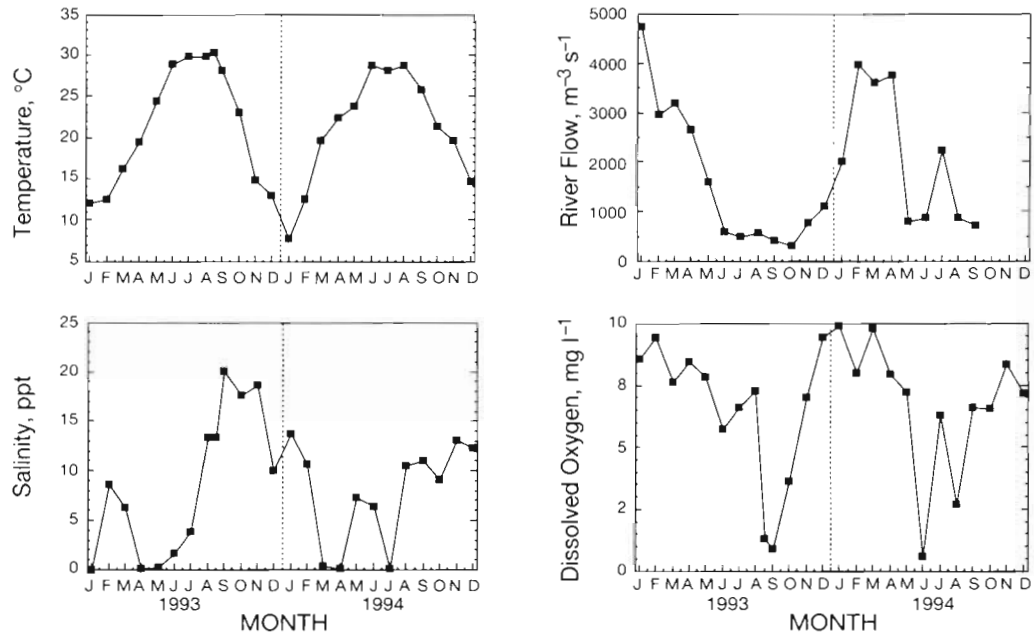 Temperature, °C
35
30
25
20
15
10
5
J F M A M J J A S O N D J F M A M J J A S O N D
River Flow, m⁻³ s⁻¹
5000
4000
3000
2000
1000
0
J F M A M J J A S O N D J F M A M J J A S O N D
Salinity, ppt
25
20
15
10
5
0
J F M A M J J A S O N D J F M A M J J A S O N D
1993 1994
MONTH
Dissolved Oxygen, mg l⁻¹
10
8
5
2
0
J F M A M J J A S O N D J F M A M J J A S O N D
1993 1994
MONTH